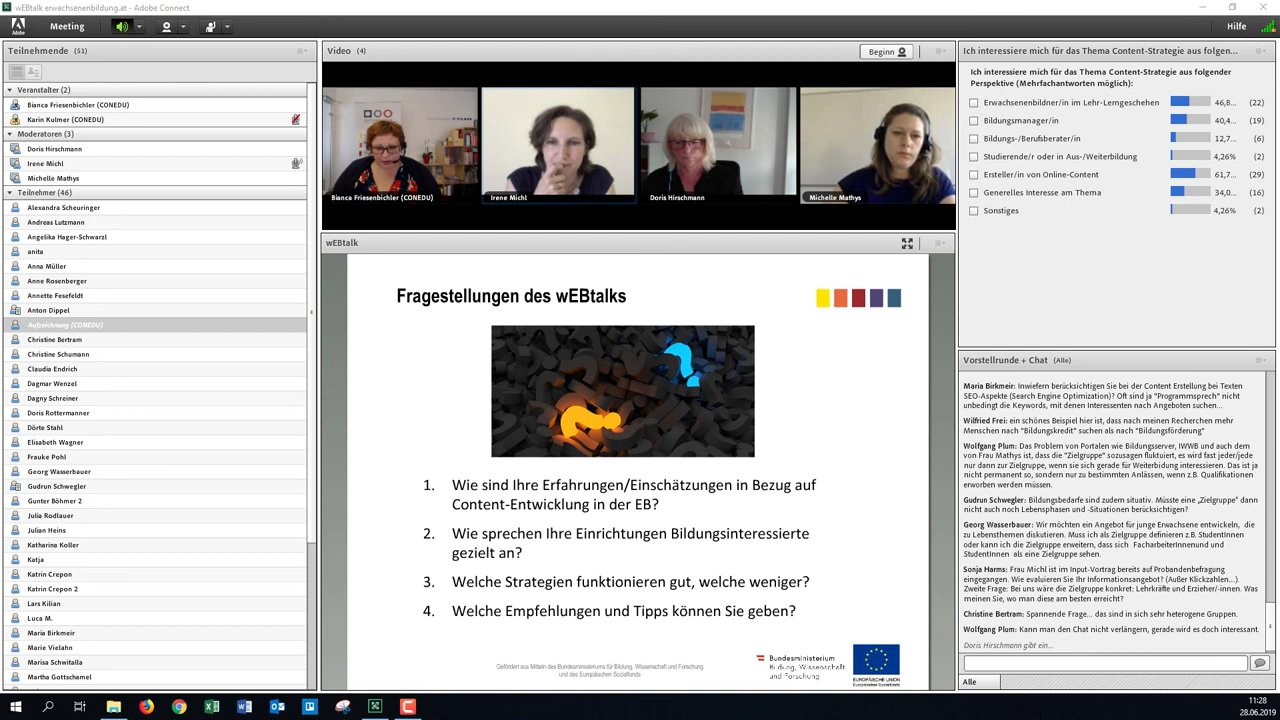 wEBtalk erwachsenenbildung.at - Adobe Connect
Adobe
Meeting
Hilfe
Teilnehmende (51)
Veranstalter (2)
Bianca Friesenbichler (CONEDU)
Karin Kulmer (CONEDU)
Moderatoren (3)
Doris Hirschmann
Irene Michl
Michelle Mathys
Teilnehmer (46)
Alexandra Scheuringer
Andreas Lutzmann
Angelika Hager-Schwarzl
anita
Anna Müller
Anne Rosenberger
Annette Fesefeldt
Anton Dippel
Aufzeichnung (CONEDU)
Christine Bertram
Christine Schumann
Claudia Endrich
Dagmar Wenzel
Dagny Schreiner
Doris Rottermanner
Dörte Stahl
Elisabeth Wagner
Frauke Pohl
Georg Wasserbauer
Gudrun Schwegler
Gunter Böhmer 2
Julia Rodlauer
Julian Heins
Katharina Koller
Katja
Katrin Crepon
Katrin Crepon 2
Lars Kilian
Luca M.
Maria Birkmeir
Marie Vielahn
Marisa Schwitalla
Martha Gottschamel
Video (4)
Beginn
Bianca Friesenbichler (CONEDU)
Irene Michl
Doris Hirschmann
Michelle Mathys
wEBtalk
Fragestellungen des wEBtalks
1. Wie sind Ihre Erfahrungen/Einschätzungen in Bezug auf
Content-Entwicklung in der EB?
2. Wie sprechen Ihre Einrichtungen Bildungsinteressierte
gezielt an?
3. Welche Strategien funktionieren gut, welche weniger?
4. Welche Empfehlungen und Tipps können Sie geben?
Gefördert aus Mitteln des Bundesministeriums für Bildung, Wissenschaft und Forschung
und des Europäischen Sozialfonds
Bundesministerium
Bildung, Wissenschaft
und Forschung
EUROPÄISCHE UNION
Europäischer Sozialfonds
Ich interessiere mich für das Thema Content-Strategie aus folgen...
Ich interessiere mich für das Thema Content-Strategie aus folgender
Perspektive (Mehrfachantworten möglich):
Erwachsenenbildner/in im Lehr-Lerngeschehen 46,8... (22)
Bildungsmanager/in 40,4... (19)
Bildungs-/Berufsberater/in 12,7... (6)
Studierende/r oder in Aus-/Weiterbildung 4,26% (2)
Ersteller/in von Online-Content 61,7... (29)
Generelles Interesse am Thema 34,0... (16)
Sonstiges 4,26% (2)
Vorstellrunde + Chat (Alle)
Maria Birkmeir: Inwiefern berücksichtigen Sie bei der Content Erstellung bei Texten
SEO-Aspekte (Search Engine Optimization)? Oft sind ja "Programmsprech" nicht
unbedingt die Keywords, mit denen Interessenten nach Angeboten suchen...
Wilfried Frei: ein schönes Beispiel hier ist, dass nach meinen Recherchen mehr
Menschen nach "Bildungskredit" suchen als nach "Bildungsförderung"
Wolfgang Plum: Das Problem von Portalen wie Bildungsserver, IWWB und auch dem
von Frau Mathys ist, daß die "Zielgruppe" sozusagen fluktuiert, es wird fast jeder/jede
nur dann zur Zielgruppe, wenn sie sich gerade für Weiterbidung interessieren. Das ist ja
nicht permanent so, sondern nur zu bestimmten Anlässen, wenn z.B. Qualifikationen
erworben werden müssen.
Gudrun Schwegler: Bildungsbedarfe sind zudem situativ. Müsste eine „Zielgruppe" dann
nicht auch noch Lebensphasen und -Situationen berücksichtigen?
Georg Wasserbauer: Wir möchten ein Angebot für junge Erwachsene entwickeln, die
zu Lebensthemen diskutieren. Muss ich als Zielgruppe definieren z.B. StudentInnen
oder kann ich die Zielgruppe erweitern, dass sich FacharbeiterInnenund und
StudentInnen als eine Zielgruppe sehen.
Sonja Harms: Frau Michl ist im Input-Vortrag bereits auf Probandenbefragung
eingegangen. Wie evaluieren Sie Ihr Informationsangebot? (Außer Klickzahlen...).
Zweite Frage: Bei uns wäre die Zielgruppe konkret: Lehrkräfte und Erzieher/-innen. Was
meinen Sie, wo man diese am besten erreicht?
Christine Bertram: Spannende Frage... das sind in sich sehr heterogene Gruppen.
Wolfgang Plum: Kann man den Chat nicht verlängern, gerade wird es doch interessant.
Doris Hirschmann gibt ein...
Alle
11:28
28.06.2019